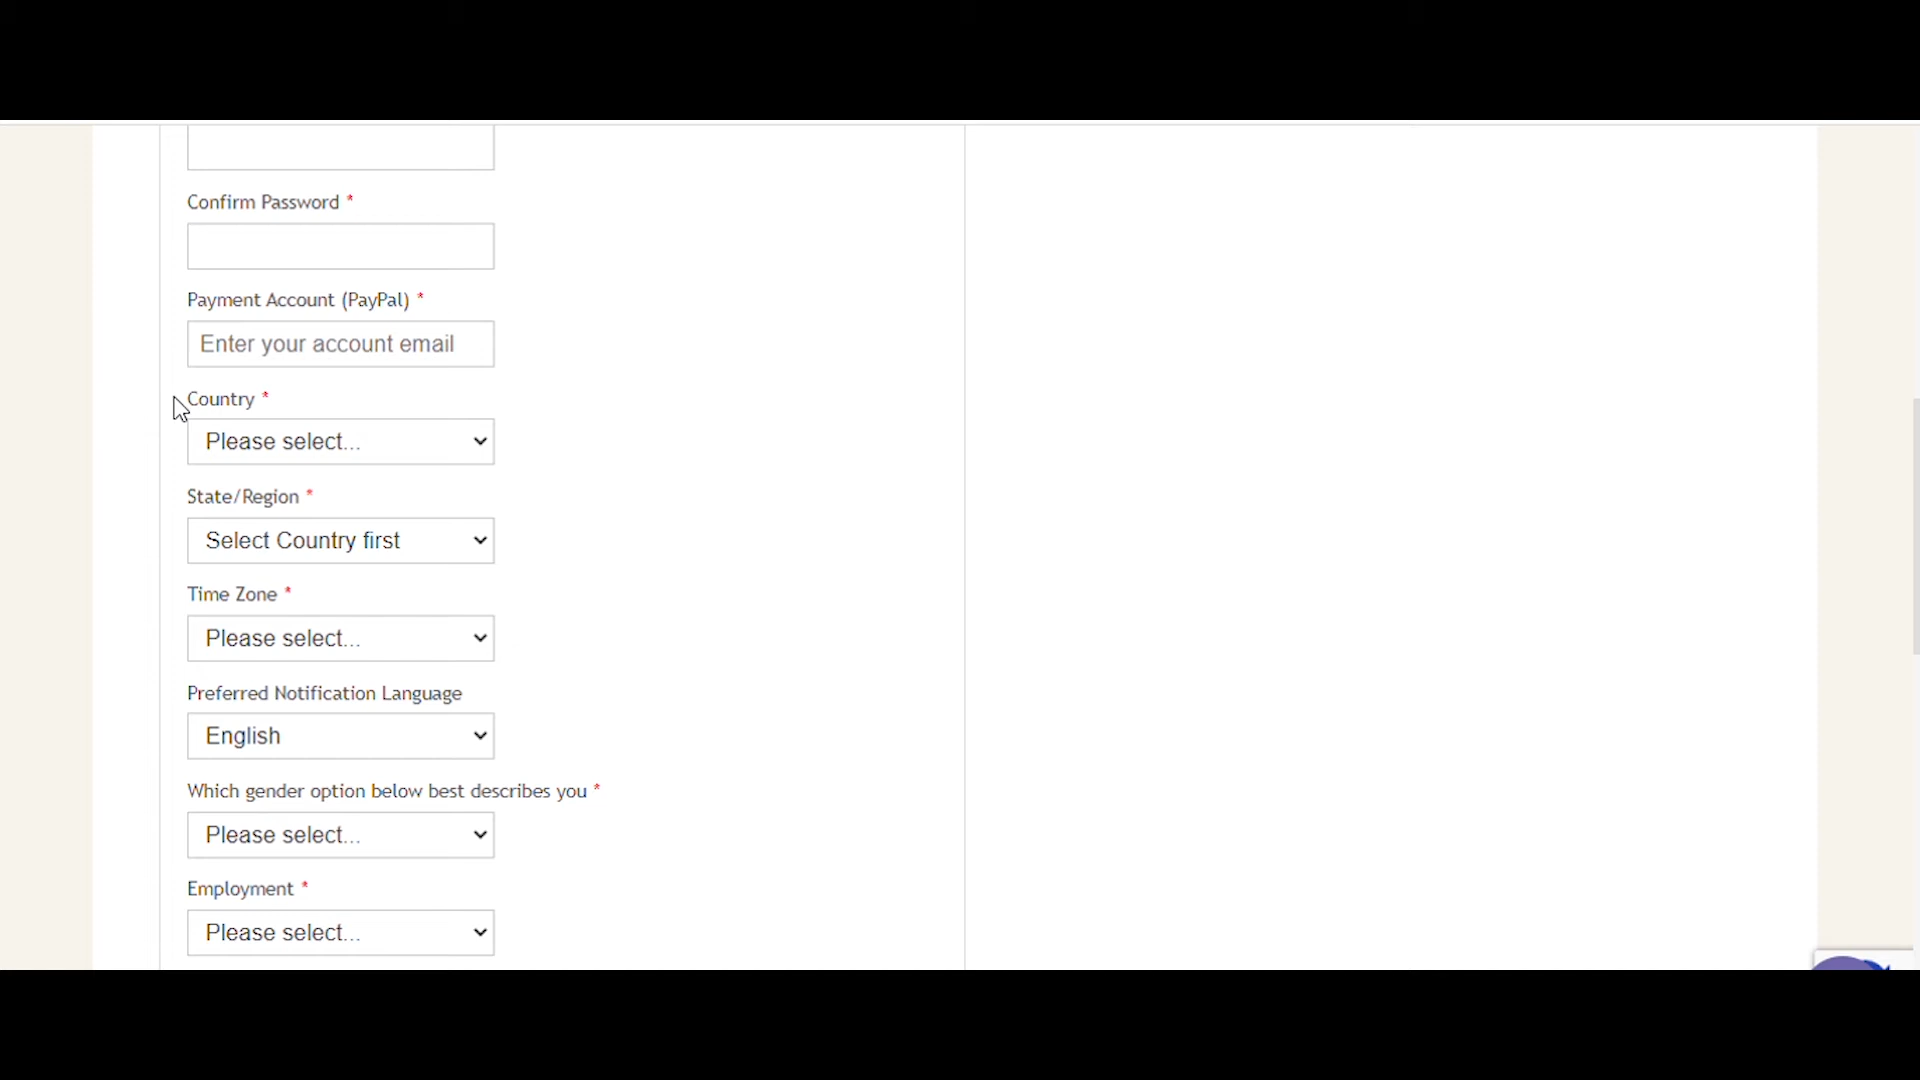 Confirm Password *
Payment Account (PayPal) *
Enter your account email
Country *
Please select...
State/Region *
Select Country first
Time Zone *
Please select...
Preferred Notification Language
English
Which gender option below best describes you *
Please select...
Employment *
Please select...